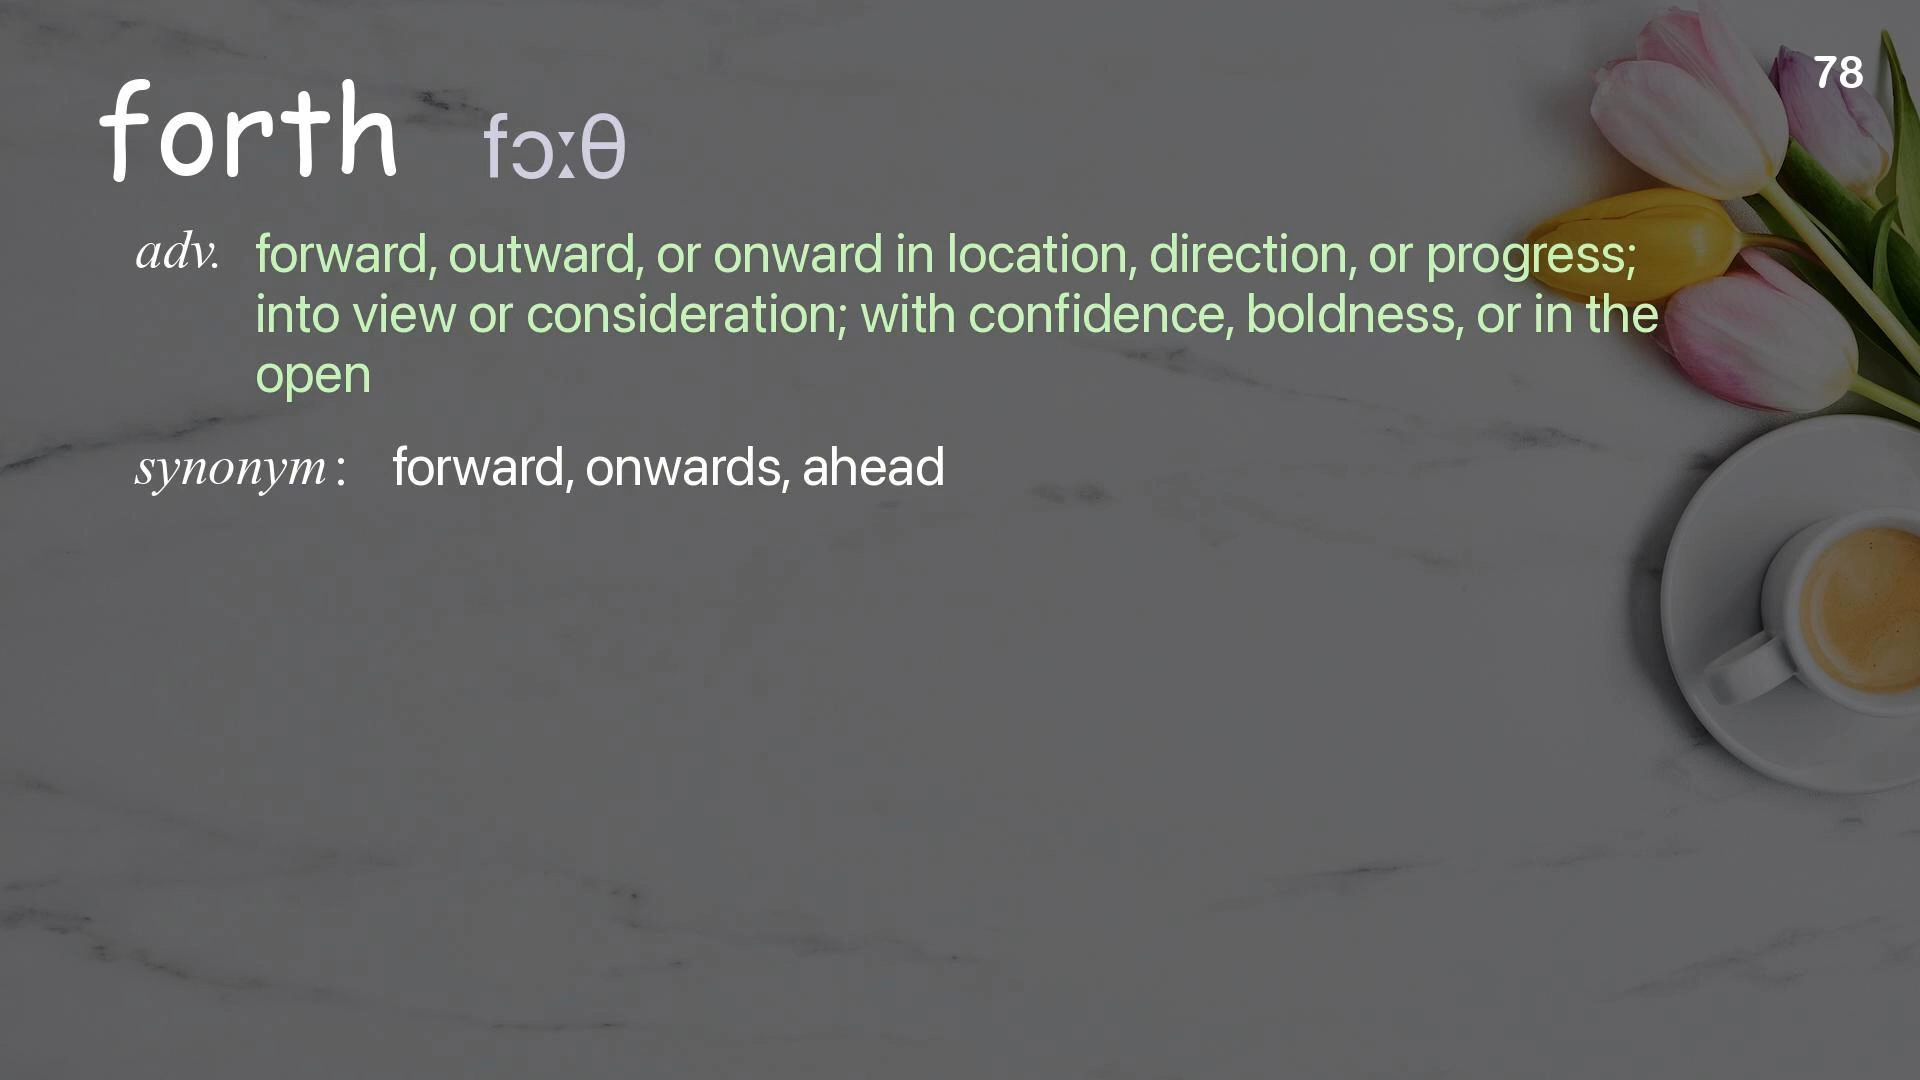 78
forth fɔːθ
adv. forward, outward, or onward in location, direction, or progress;
into view or consideration; with confidence, boldness, or in the
open
synonym: forward, onwards, ahead